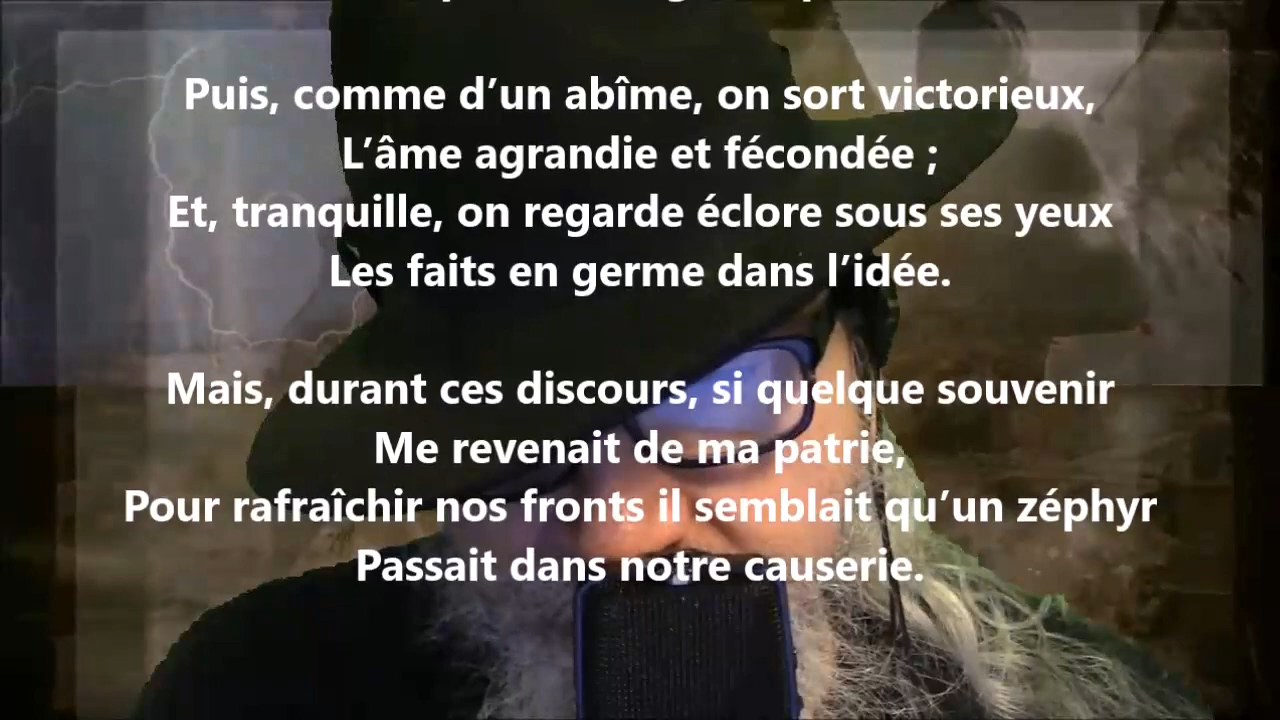 Puis, comme d’un abîme, on sort victorieux,
L’âme agrandie et fécondée ;
Et, tranquille, on regarde éclore sous ses yeux
Les faits en germe dans l’idée.
Mais, durant ces discours, si quelque souvenir
Me revenait de ma patrie,
Pour rafraîchir nos fronts il semblait qu’un zéphyr
Passait dans notre causerie.